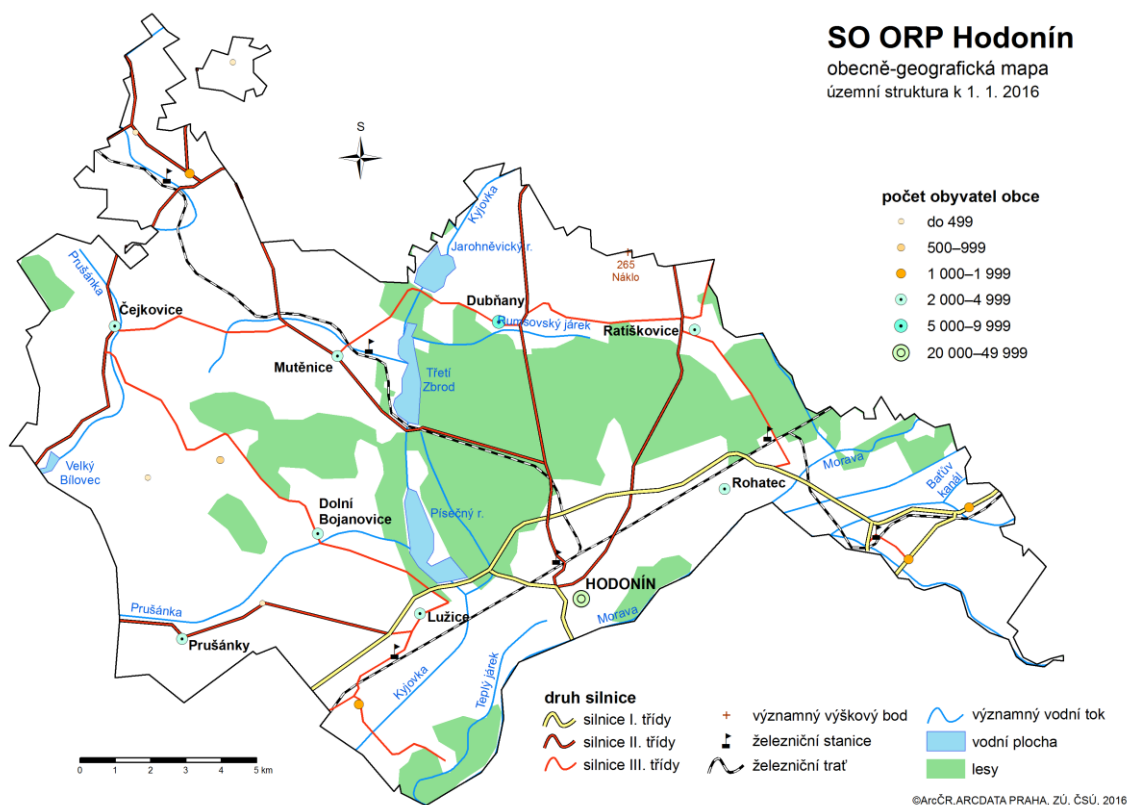 SO ORP Hodonín
obecně-geografická mapa
územní struktura k 1. 1. 2016
S
počet obyvatel obce
do 499
500–999
1 000–1 999
2 000–4 999
5 000–9 999
20 000–49 999
Kyjovka
Jarohněvický r.
265
Náklo
Prušánka
Čejkovice
Dubňany
Rumsovský járek
Ratíškovice
Mutěnice
Třetí
Zbrod
Velký
Bílovec
Morava
Baťův
kanál
Rohatec
Dolní
Bojanovice
Písečný r.
HODONÍN
Prušánka
Morava
Lužice
Prušánky
Kyjovka
Teplý járek
druh silnice
silnice I. třídy
silnice II. třídy
silnice III. třídy
významný výškový bod
železniční stanice
železniční trať
významný vodní tok
vodní plocha
lesy
0 1 2 3 4 5 km
©ArcČR, ARCDATA PRAHA, ZÚ, ČSÚ, 2016